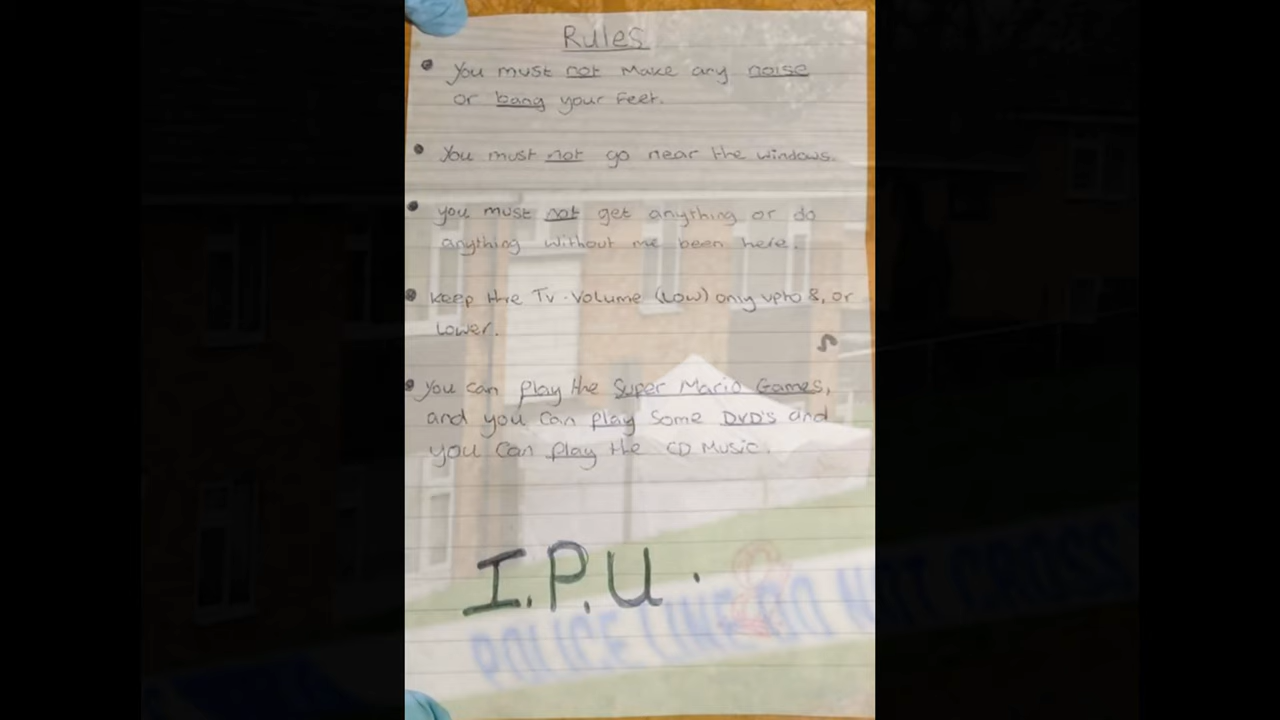 Rules
• You must not make any noise
or bang your feet.
• You must not go near the windows.
• you must not get anything or do
anything without me been here.
• keep the Tv Volume (low) only upto 8, or
lower.
• You can play the Super Mario Games,
and you can play some DVD's and
you can play the CD Music.
I.P.U.
POLICE LINE DO NOT CROSS